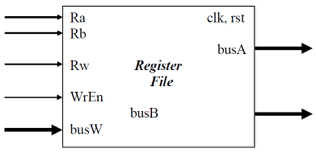 Ra
clk, rst
Rb
busA
Rw
Register
File
WrEn
busB
busW